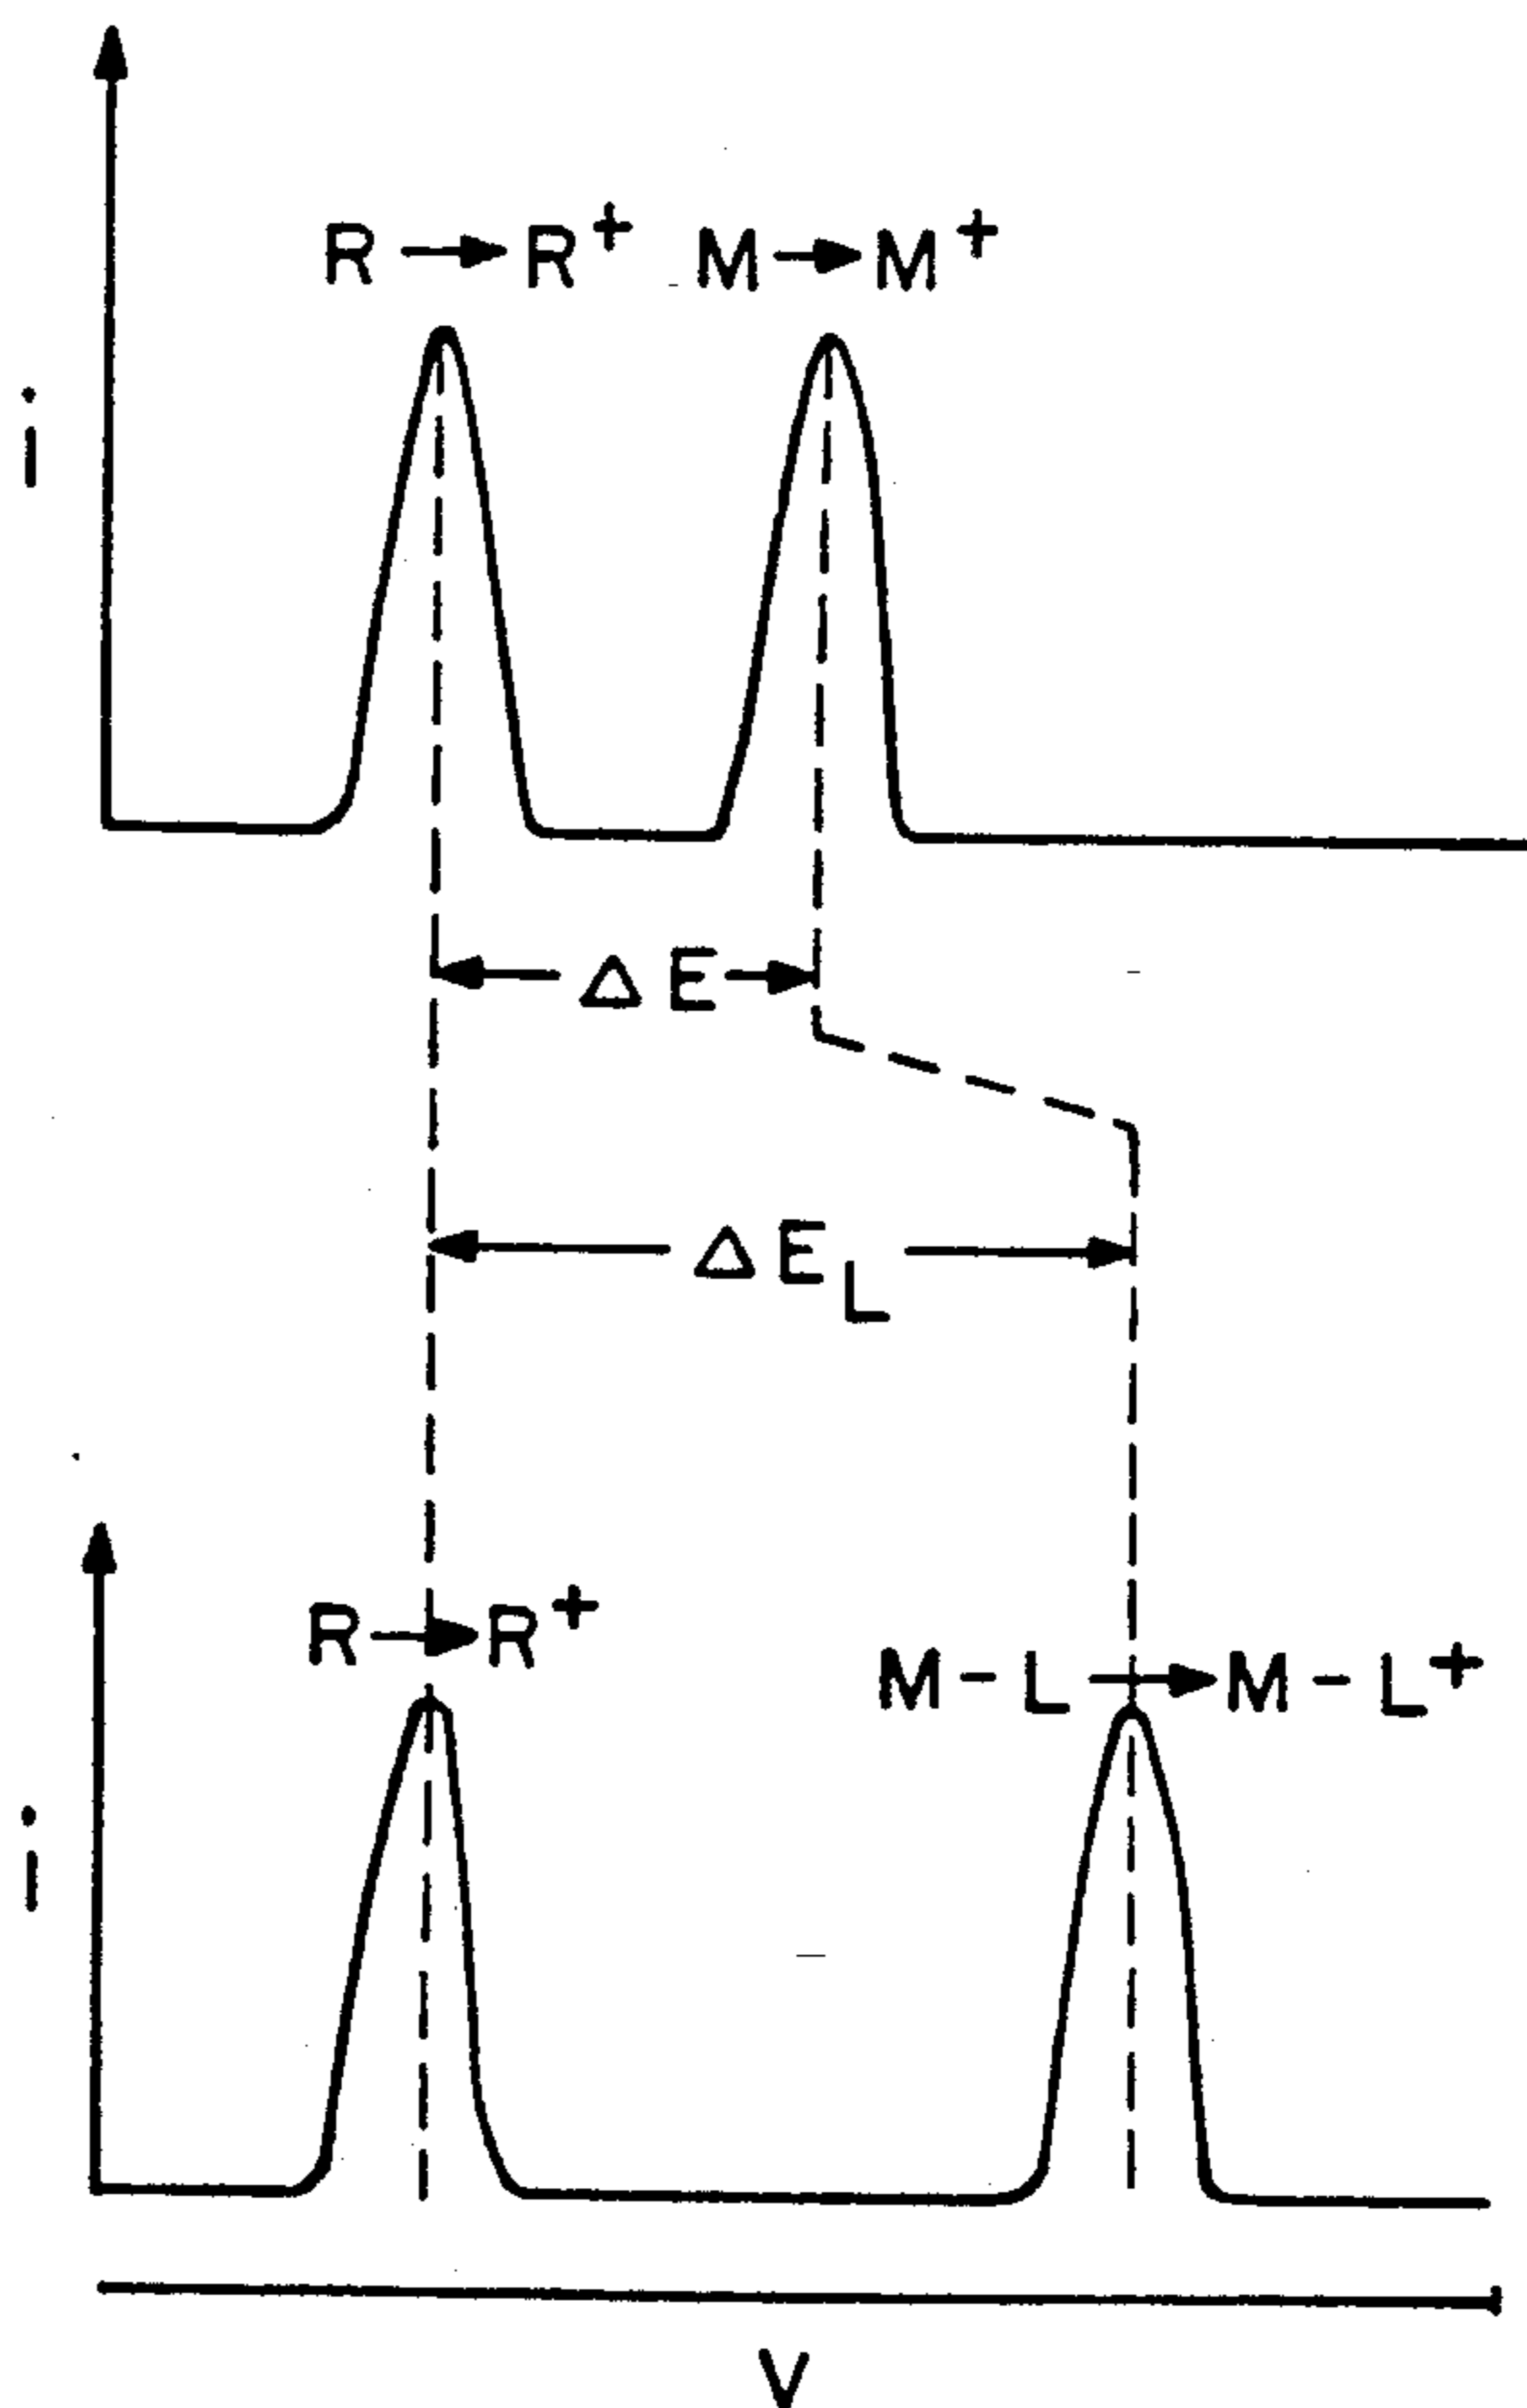 R → R⁺ M → M⁺
i
ΔE
ΔE_L
R → R⁺
M - L → M - L⁺
i
V